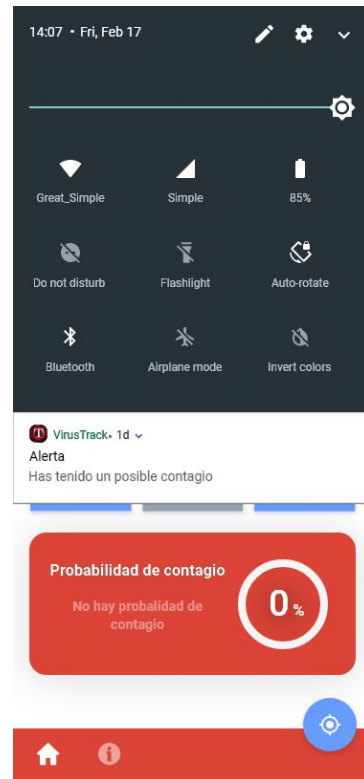 14:07 • Fri, Feb 17
Great_Simple
Simple
85%
Do not disturb
Flashlight
Auto-rotate
Bluetooth
Airplane mode
Invert colors
T VirusTrack• 1d
Alerta
Has tenido un posible contagio
Probabilidad de contagio
No hay probalidad de
contagio
0 %